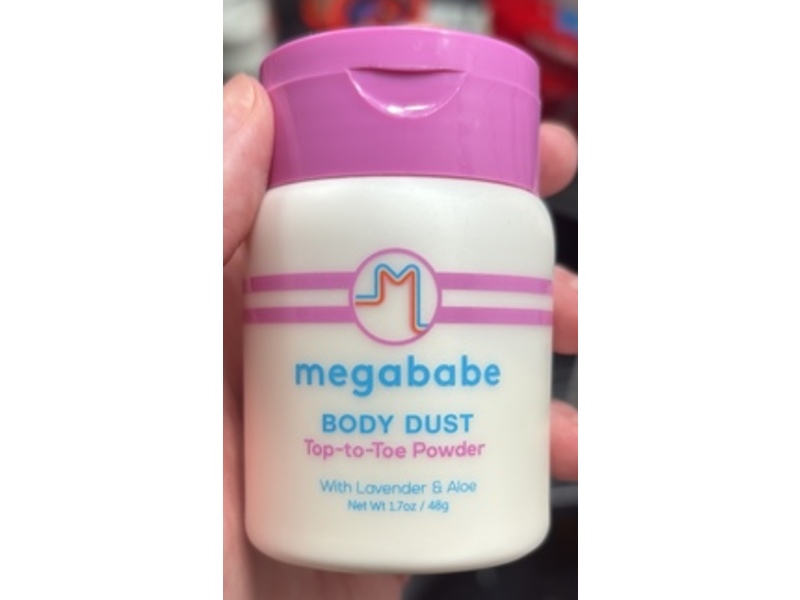 megababe
BODY DUST
Top-to-Toe Powder
With Lavender & Aloe
Net Wt 1.7oz / 48g